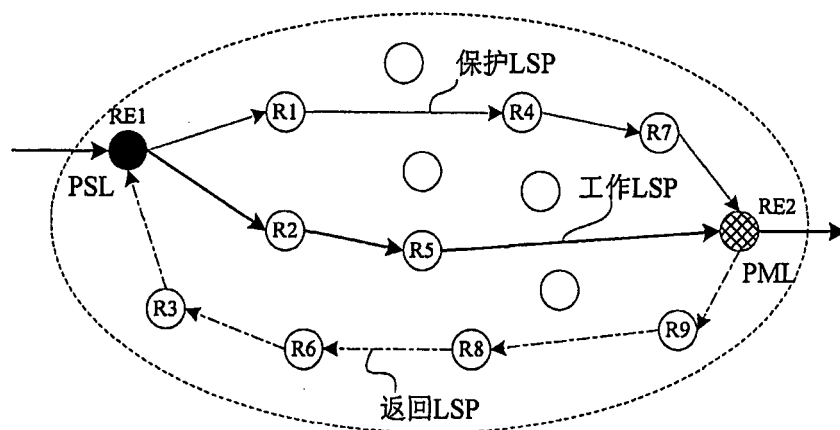 保护LSP
RE1
R1
R4
R7
PSL
工作LSP
RE2
R2
R5
PML
R3
R9
R6
R8
返回LSP